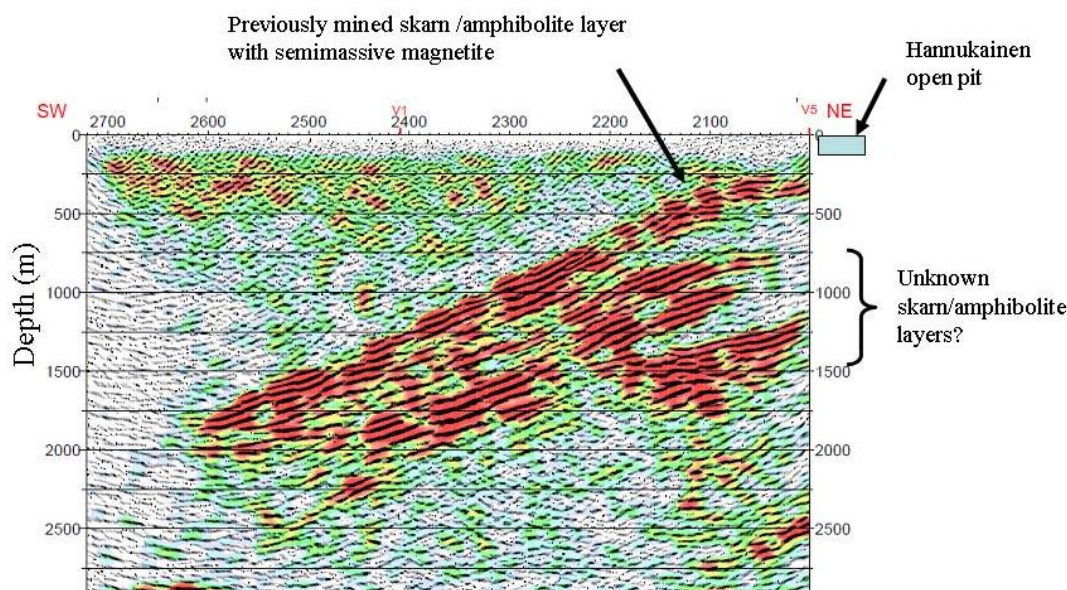 Previously mined skarn /amphibolite layer
with semimassive magnetite
Hannukainen
open pit
SW
V1
V5 NE
2700 2600 2500 2400 2300 2200 2100
0 0
500 500
1000 1000
1500 1500
2000 2000
2500 2500
Depth (m)
Unknown
skarn/amphibolite
layers?